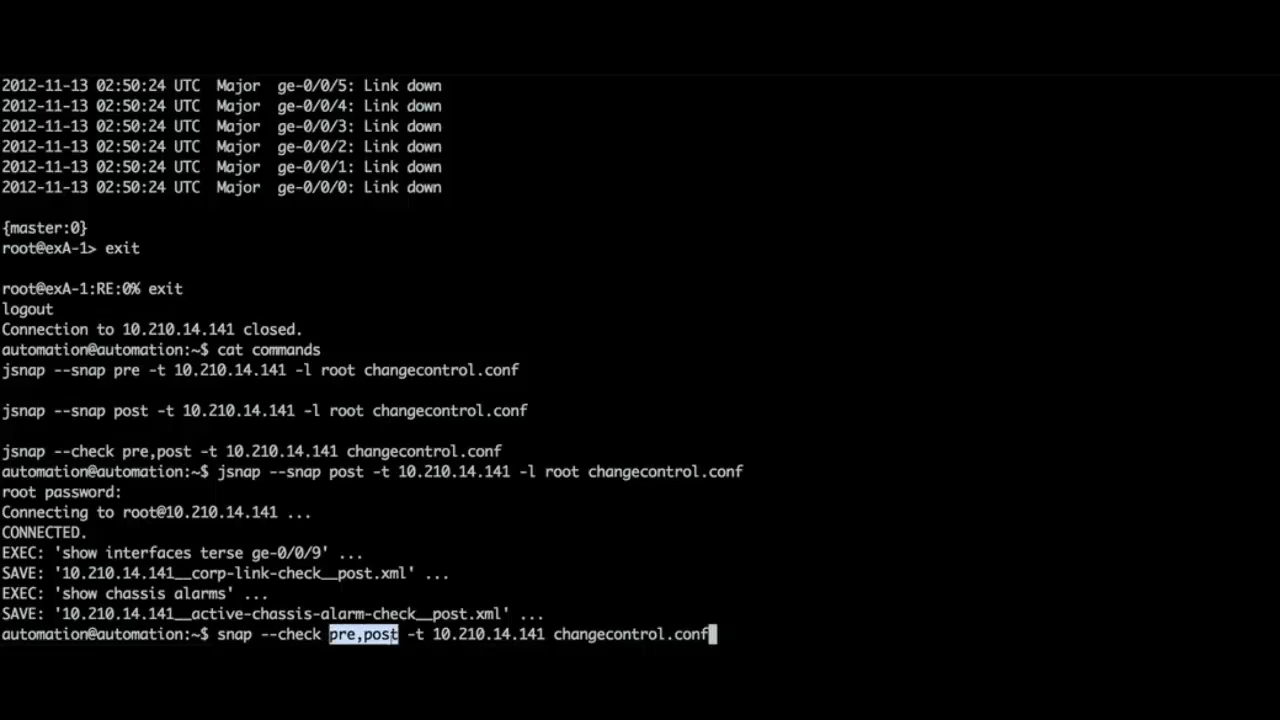 2012-11-13 02:50:24 UTC  Major  ge-0/0/5: Link down
2012-11-13 02:50:24 UTC  Major  ge-0/0/4: Link down
2012-11-13 02:50:24 UTC  Major  ge-0/0/3: Link down
2012-11-13 02:50:24 UTC  Major  ge-0/0/2: Link down
2012-11-13 02:50:24 UTC  Major  ge-0/0/1: Link down
2012-11-13 02:50:24 UTC  Major  ge-0/0/0: Link down
{master:0}
root@exA-1> exit
root@exA-1:RE:0% exit
logout
Connection to 10.210.14.141 closed.
automation@automation:~$ cat commands
jsnap --snap pre -t 10.210.14.141 -l root changecontrol.conf
jsnap --snap post -t 10.210.14.141 -l root changecontrol.conf
jsnap --check pre,post -t 10.210.14.141 changecontrol.conf
automation@automation:~$ jsnap --snap post -t 10.210.14.141 -l root changecontrol.conf
root password:
Connecting to root@10.210.14.141 ...
CONNECTED.
EXEC: 'show interfaces terse ge-0/0/9' ...
SAVE: '10.210.14.141__corp-link-check__post.xml' ...
EXEC: 'show chassis alarms' ...
SAVE: '10.210.14.141__active-chassis-alarm-check__post.xml' ...
automation@automation:~$ snap --check pre,post -t 10.210.14.141 changecontrol.conf